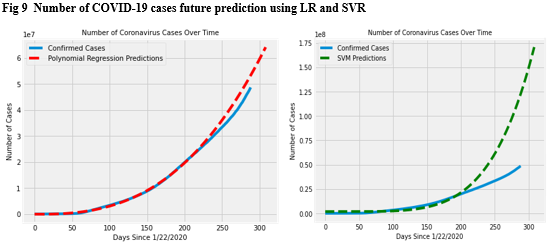 Fig 9 Number of COVID-19 cases future prediction using LR and SVR
Number of Coronavirus Cases Over Time
1e7
Confirmed Cases
Polynomial Regression Predictions
Number of Cases
6
5
4
3
2
1
0
0 50 100 150 200 250 300
Days Since 1/22/2020
Number of Coronavirus Cases Over Time
1e8
Confirmed Cases
SVM Predictions
Number of Cases
1.75
1.50
1.25
1.00
0.75
0.50
0.25
0.00
0 50 100 150 200 250 300
Days Since 1/22/2020